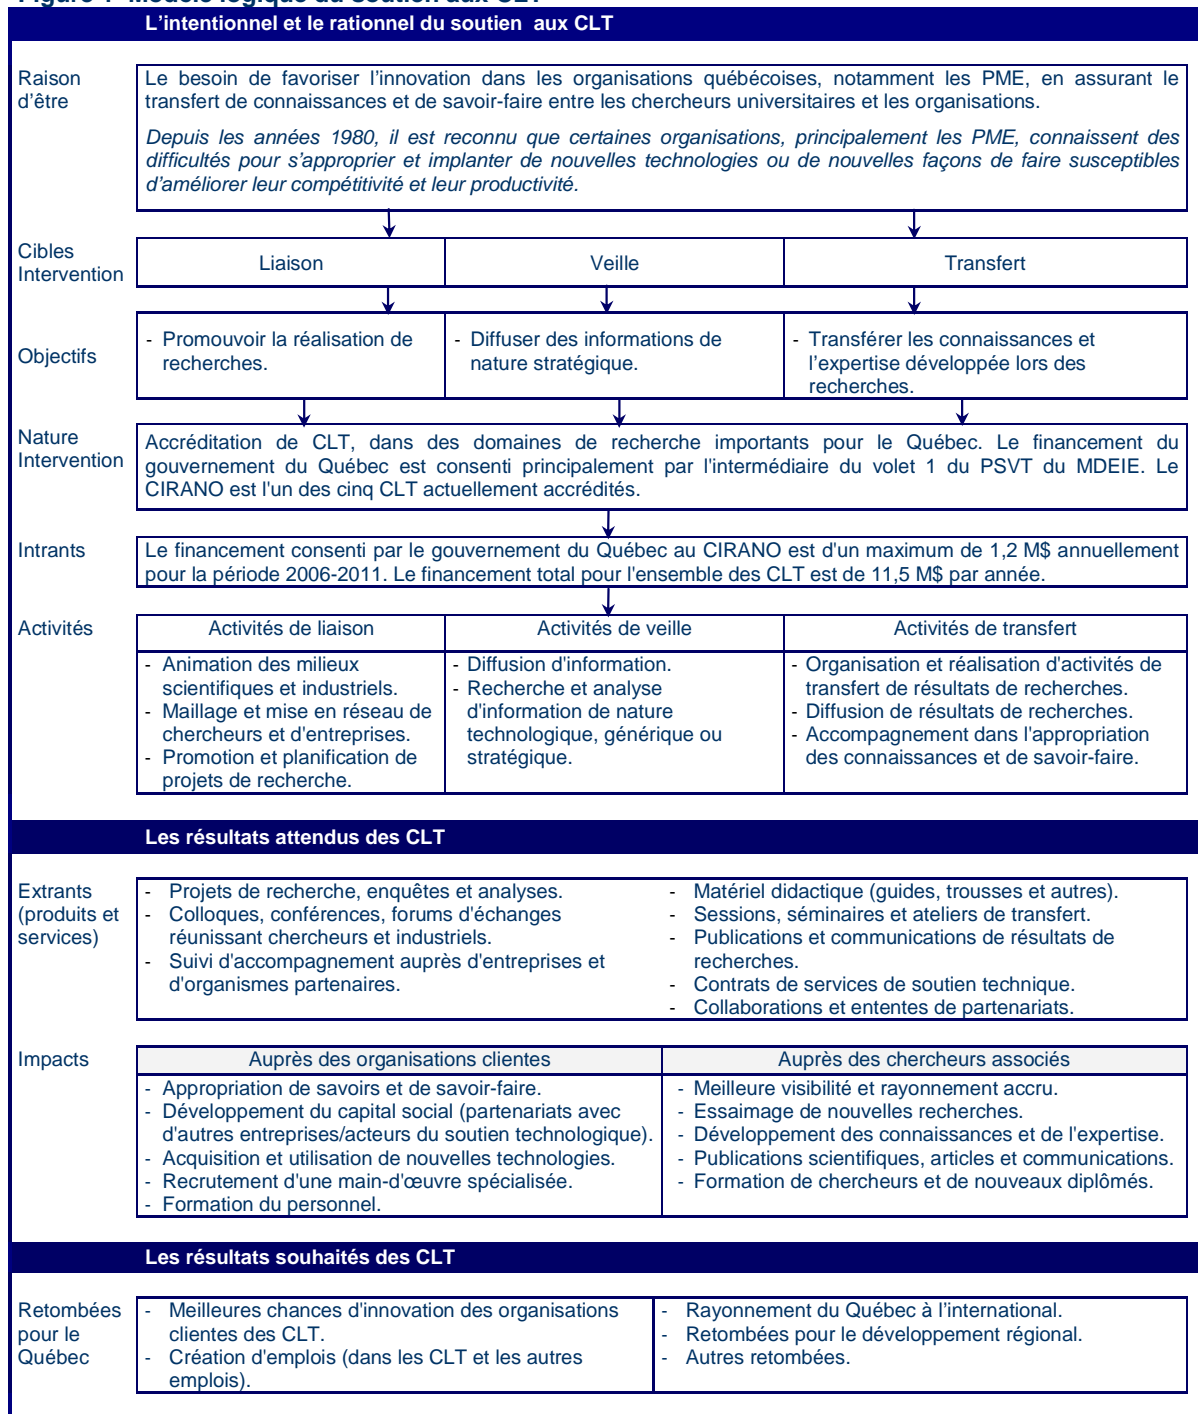 Figure 1 Modèle logique du soutien aux CLT
L’intentionnel et le rationnel du soutien aux CLT
Raison
d’être
Le besoin de favoriser l’innovation dans les organisations québécoises, notamment les PME, en assurant le
transfert de connaissances et de savoir-faire entre les chercheurs universitaires et les organisations.
Depuis les années 1980, il est reconnu que certaines organisations, principalement les PME, connaissent des
difficultés pour s’approprier et implanter de nouvelles technologies ou de nouvelles façons de faire susceptibles
d’améliorer leur compétitivité et leur productivité.
Cibles
Intervention
Liaison
Veille
Transfert
Objectifs
- Promouvoir la réalisation de
recherches.
- Diffuser des informations de
nature stratégique.
- Transférer les connaissances et
l’expertise développée lors des
recherches.
Nature
Intervention
Accréditation de CLT, dans des domaines de recherche importants pour le Québec. Le financement du
gouvernement du Québec est consenti principalement par l'intermédiaire du volet 1 du PSVT du MDEIE. Le
CIRANO est l'un des cinq CLT actuellement accrédités.
Intrants
Le financement consenti par le gouvernement du Québec au CIRANO est d'un maximum de 1,2 M$ annuellement
pour la période 2006-2011. Le financement total pour l'ensemble des CLT est de 11,5 M$ par année.
Activités
Activités de liaison
Activités de veille
Activités de transfert
- Animation des milieux
scientifiques et industriels.
- Maillage et mise en réseau de
chercheurs et d'entreprises.
- Promotion et planification de
projets de recherche.
- Diffusion d'information.
- Recherche et analyse
d'information de nature
technologique, générique ou
stratégique.
- Organisation et réalisation d'activités de
transfert de résultats de recherches.
- Diffusion de résultats de recherches.
- Accompagnement dans l'appropriation
des connaissances et de savoir-faire.
Les résultats attendus des CLT
Extrants
(produits et
services)
- Projets de recherche, enquêtes et analyses.
- Colloques, conférences, forums d'échanges
réunissant chercheurs et industriels.
- Suivi d'accompagnement auprès d'entreprises et
d'organismes partenaires.
- Matériel didactique (guides, trousses et autres).
- Sessions, séminaires et ateliers de transfert.
- Publications et communications de résultats de
recherches.
- Contrats de services de soutien technique.
- Collaborations et ententes de partenariats.
Impacts
Auprès des organisations clientes
Auprès des chercheurs associés
- Appropriation de savoirs et de savoir-faire.
- Développement du capital social (partenariats avec
d'autres entreprises/acteurs du soutien technologique).
- Acquisition et utilisation de nouvelles technologies.
- Recrutement d'une main-d'œuvre spécialisée.
- Formation du personnel.
- Meilleure visibilité et rayonnement accru.
- Essaimage de nouvelles recherches.
- Développement des connaissances et de l'expertise.
- Publications scientifiques, articles et communications.
- Formation de chercheurs et de nouveaux diplômés.
Les résultats souhaités des CLT
Retombées
pour le
Québec
- Meilleures chances d'innovation des organisations
clientes des CLT.
- Création d'emplois (dans les CLT et les autres
emplois).
- Rayonnement du Québec à l’international.
- Retombées pour le développement régional.
- Autres retombées.